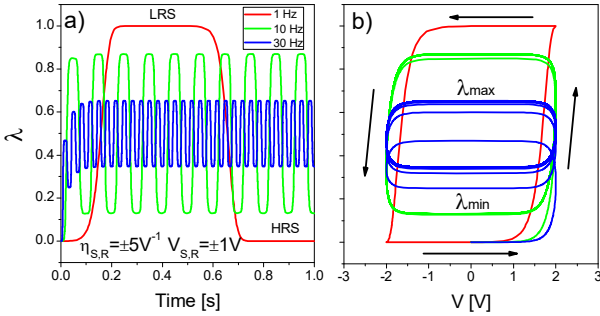 a)
LRS
1 Hz
10 Hz
30 Hz
HRS
η_S,R=±5V⁻¹ V_S,R=±1V
λ
1.0
0.8
0.6
0.4
0.2
0.0
0.0 0.2 0.4 0.6 0.8 1.0
Time [s]
b)
λmax
λmin
-3 -2 -1 0 1 2 3
V [V]